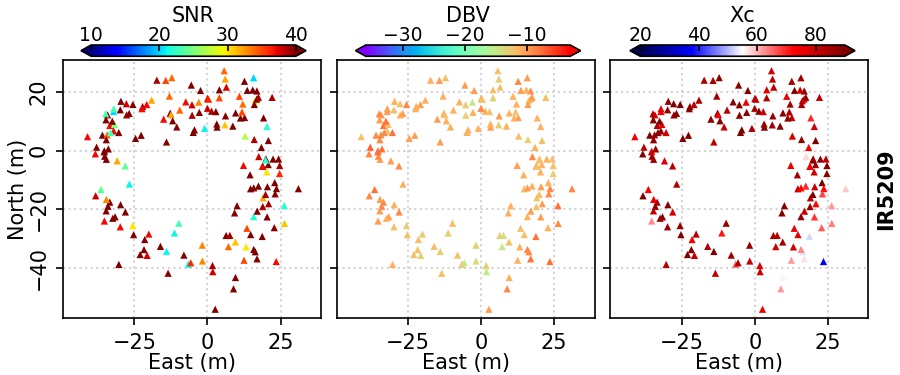 SNR DBV Xc
10 20 30 40 −30 −20 −10 20 40 60 80
North (m)
20
0
−20
−40
IR5209
−25 0 25 −25 0 25 −25 0 25
East (m) East (m) East (m)